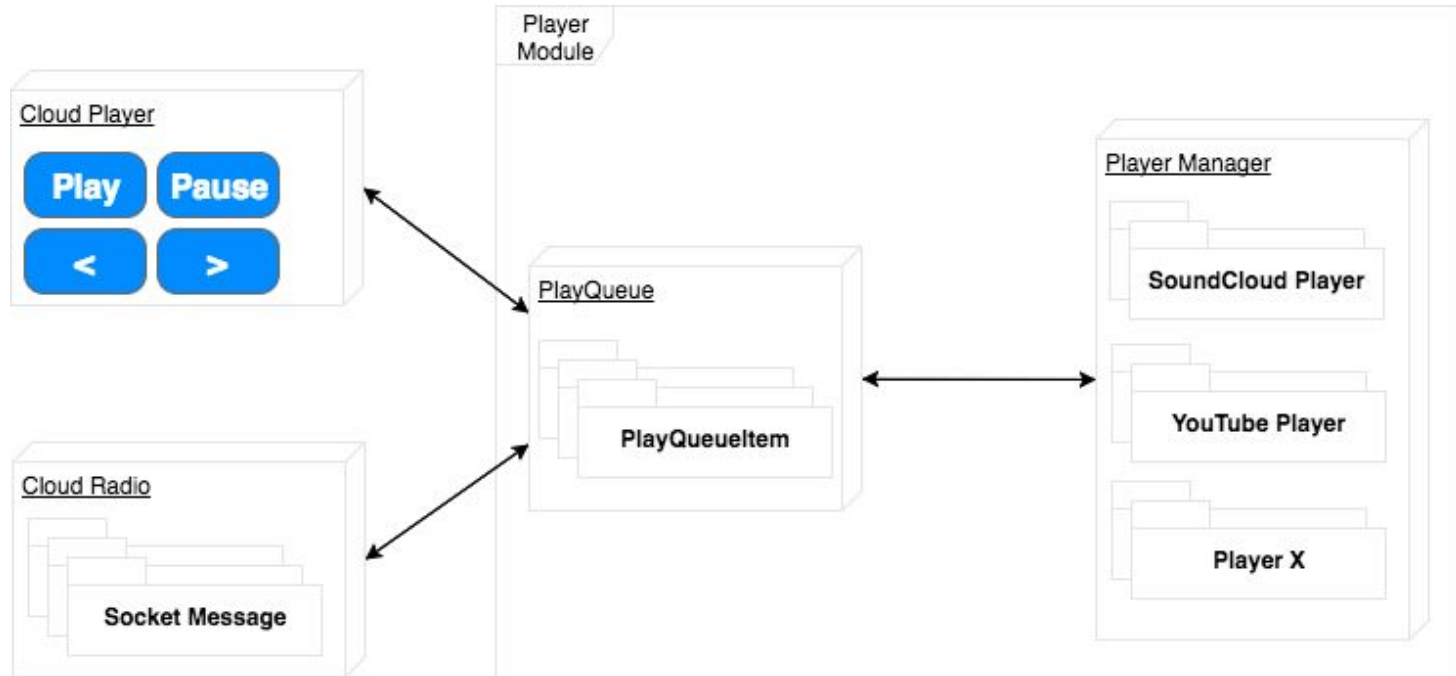 Player
Module
Cloud Player
Play
Pause
<
>
PlayQueue
PlayQueueItem
Cloud Radio
Socket Message
Player Manager
SoundCloud Player
YouTube Player
Player X